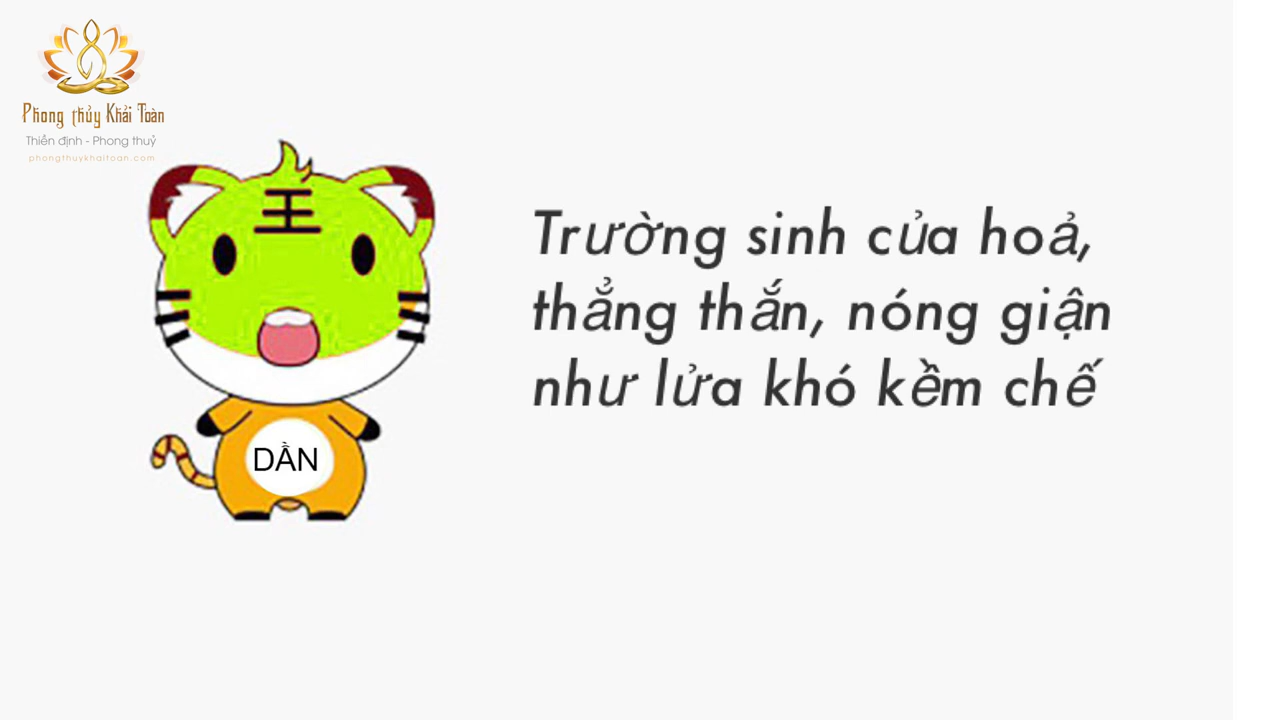 Phong thủy Khải Toàn
Thiền định - Phong thuỷ
phongthuykhaitoan.com
王
Trường sinh của hoả,
thẳng thắn, nóng giận
như lửa khó kềm chế
DẦN